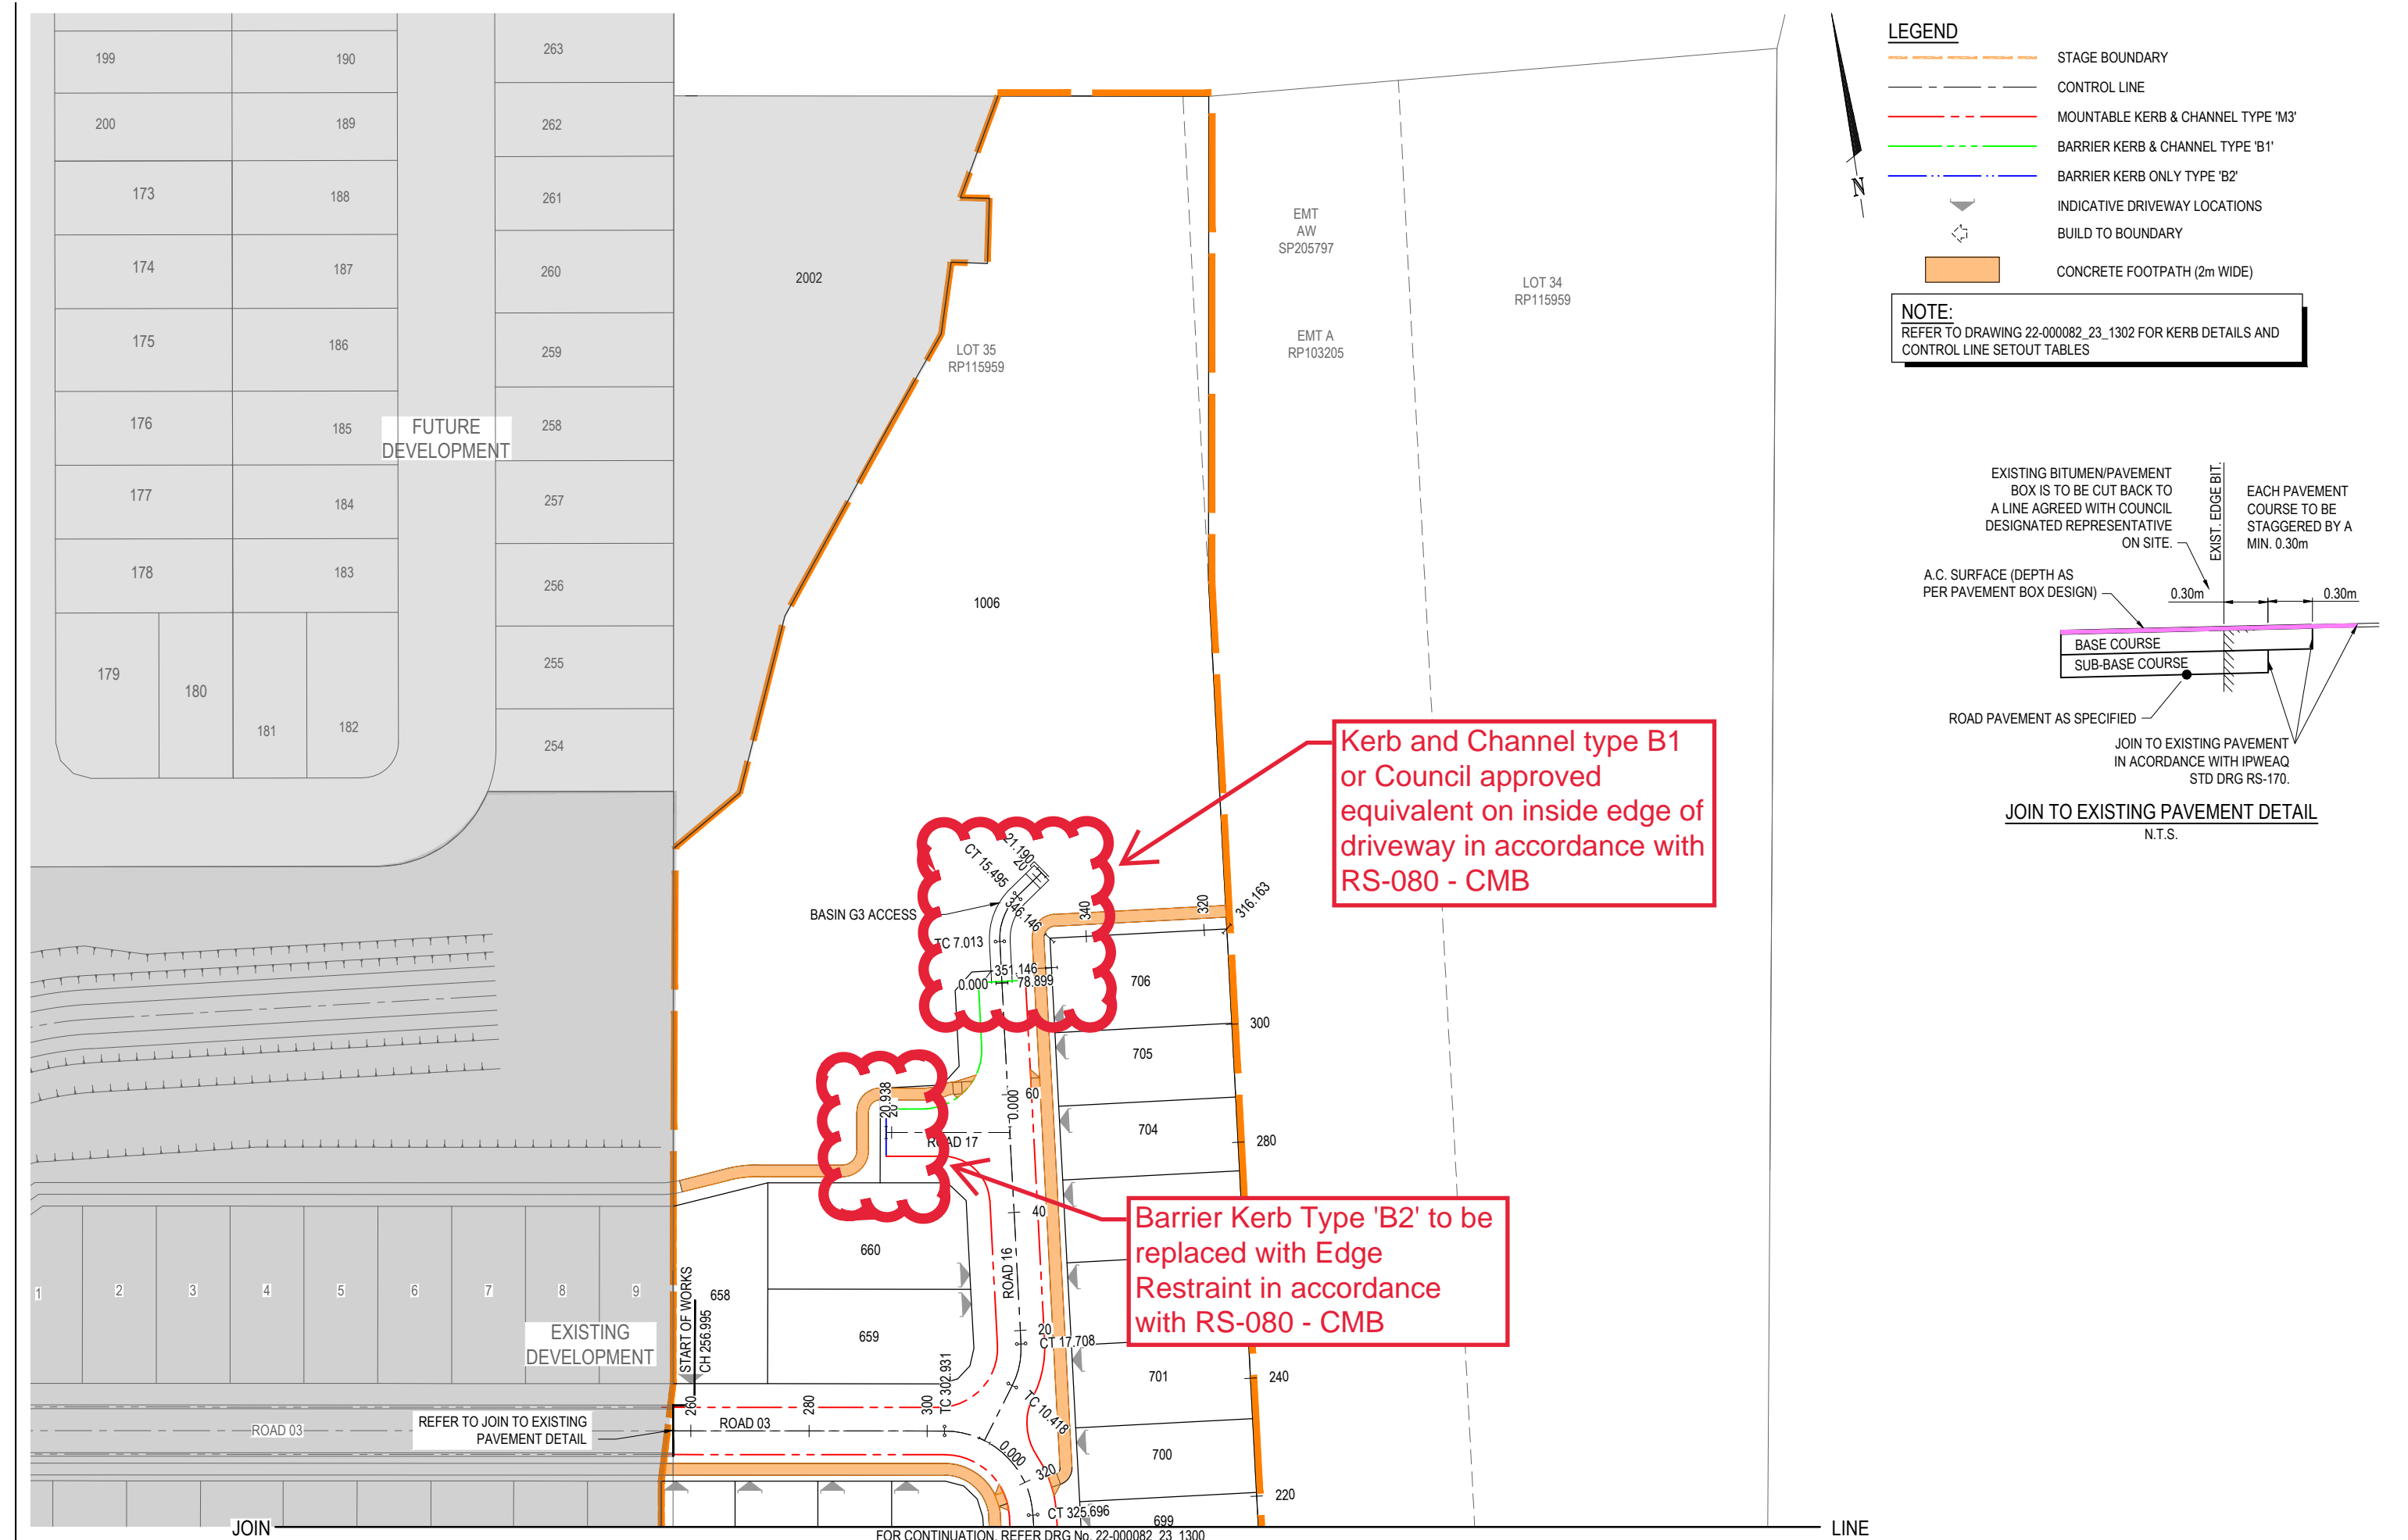 199
190
263
200
189
262
173
188
261
174
187
260
175
186
259
176
185
258
FUTURE
DEVELOPMENT
177
184
257
178
183
256
179
180
181
182
255
254
2002
LOT 35
RP115959
1006
EMT
AW
SP205797
EMT A
RP103205
LOT 34
RP115959
N
LEGEND
STAGE BOUNDARY
CONTROL LINE
MOUNTABLE KERB & CHANNEL TYPE 'M3'
BARRIER KERB & CHANNEL TYPE 'B1'
BARRIER KERB ONLY TYPE 'B2'
INDICATIVE DRIVEWAY LOCATIONS
BUILD TO BOUNDARY
CONCRETE FOOTPATH (2m WIDE)
NOTE:
REFER TO DRAWING 22-000082_23_1302 FOR KERB DETAILS AND
CONTROL LINE SETOUT TABLES
EXISTING BITUMEN/PAVEMENT
BOX IS TO BE CUT BACK TO
A LINE AGREED WITH COUNCIL
DESIGNATED REPRESENTATIVE
ON SITE.
EXIST. EDGE BIT.
EACH PAVEMENT
COURSE TO BE
STAGGERED BY A
MIN. 0.30m
A.C. SURFACE (DEPTH AS
PER PAVEMENT BOX DESIGN)
0.30m
0.30m
BASE COURSE
SUB-BASE COURSE
ROAD PAVEMENT AS SPECIFIED
JOIN TO EXISTING PAVEMENT
IN ACORDANCE WITH IPWEAQ
STD DRG RS-170.
JOIN TO EXISTING PAVEMENT DETAIL
N.T.S.
Kerb and Channel type B1
or Council approved
equivalent on inside edge of
driveway in accordance with
RS-080 - CMB
21.190
20
CT 15.495
BASIN G3 ACCESS
346.146
340
320
316.163
TC 7.013
351.146
0.000
78.899
706
300
705
20.938
20
0.000
60
704
280
ROAD 17
Barrier Kerb Type 'B2' to be
replaced with Edge
Restraint in accordance
with RS-080 - CMB
40
660
ROAD 16
658
659
20
CT 17.708
701
240
TC 10.418
700
0.000
320
220
CT 325.696
699
1
2
3
4
5
6
7
8
9
EXISTING
DEVELOPMENT
START OF WORKS
CH 256.995
260
280
300
TC 302.931
ROAD 03
ROAD 03
REFER TO JOIN TO EXISTING
PAVEMENT DETAIL
JOIN
LINE
FOR CONTINUATION, REFER DRG No. 22-000082_23_1300